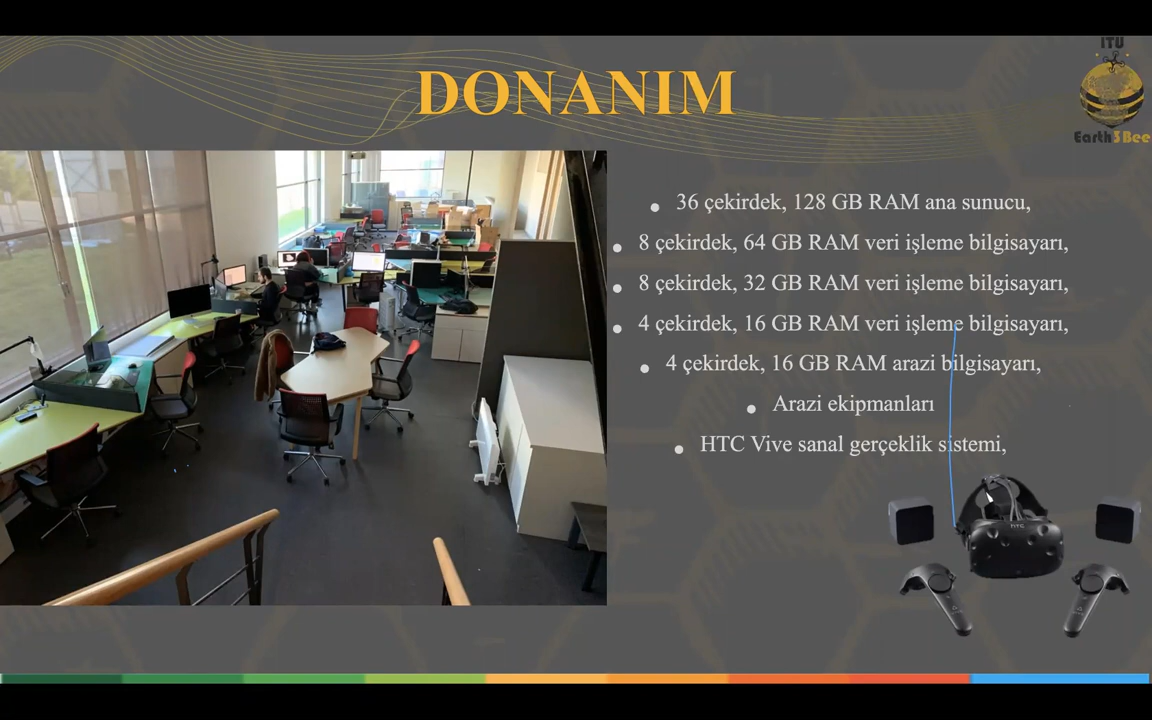 ITU
DONANIM
Earth3Bee
36 çekirdek, 128 GB RAM ana sunucu,
8 çekirdek, 64 GB RAM veri işleme bilgisayarı,
8 çekirdek, 32 GB RAM veri işleme bilgisayarı,
4 çekirdek, 16 GB RAM veri işleme bilgisayarı,
4 çekirdek, 16 GB RAM arazi bilgisayarı,
Arazi ekipmanları
HTC Vive sanal gerçeklik sistemi,
HTC